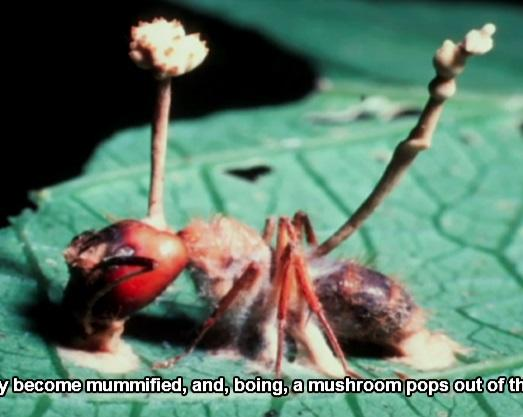 y become mummified, and, boing, a mushroom pops out of th